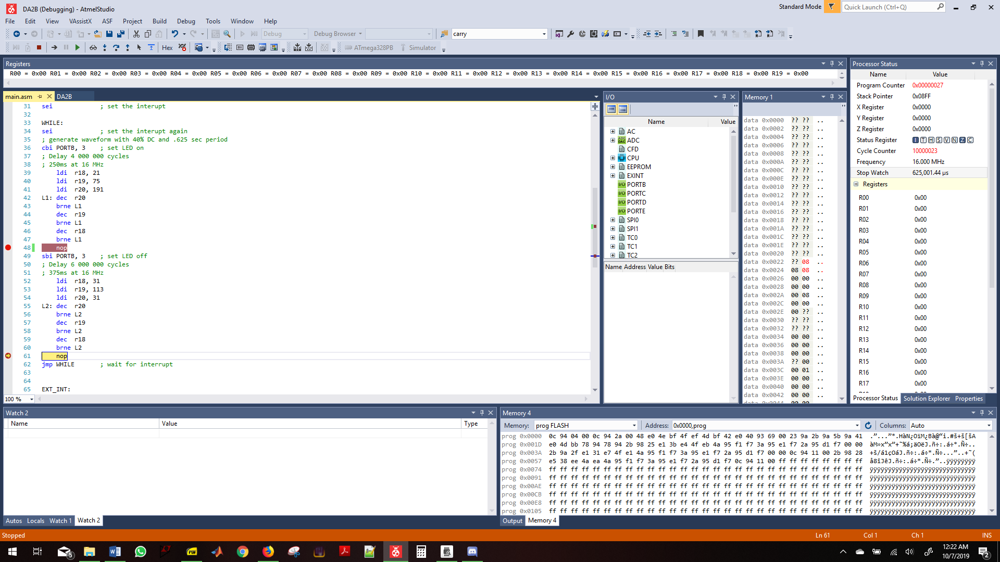 DA2B (Debugging) - AtmelStudio
Standard Mode
Quick Launch (Ctrl+Q)
File Edit View VAssistX ASF Project Build Debug Tools Window Help
Debug Debug Browser carry
Hex ATmega328PB Simulator
Registers
R00 = 0x00 R01 = 0x00 R02 = 0x00 R03 = 0x00 R04 = 0x00 R05 = 0x00 R06 = 0x00 R07 = 0x00 R08 = 0x00 R09 = 0x00 R10 = 0x00 R11 = 0x00 R12 = 0x00 R13 = 0x00 R14 = 0x00 R15 = 0x00 R16 = 0x00 R17 = 0x00 R18 = 0x00 R19 = 0x00
main.asm DA2B
31 sei ; set the interupt
32
33 WHILE:
34 sei ; set the interupt again
35 ; generate waveform with 40% DC and .625 sec period
36 cbi PORTB, 3 ; set LED on
37 ; Delay 4 000 000 cycles
38 ; 250ms at 16 MHz
39 ldi r18, 21
40 ldi r19, 75
41 ldi r20, 191
42 L1: dec r20
43 brne L1
44 dec r19
45 brne L1
46 dec r18
47 brne L1
48 nop
49 sbi PORTB, 3 ; set LED off
50 ; Delay 6 000 000 cycles
51 ; 375ms at 16 MHz
52 ldi r18, 31
53 ldi r19, 113
54 ldi r20, 31
55 L2: dec r20
56 brne L2
57 dec r19
58 brne L2
59 dec r18
60 brne L2
61 nop
62 jmp WHILE ; wait for interrupt
63
64
65 EXT_INT:
100 %
I/O
Name Value
AC
ADC
CFD
CPU
EEPROM
EXINT
PORTB
PORTC
PORTD
PORTE
SPI0
SPI1
TC0
TC1
TC2
Name Address Value Bits
Memory 1
data 0x0000 ?? ?? ..
data 0x0002 ?? ?? ..
data 0x0004 ?? ?? ..
data 0x0006 ?? ?? ..
data 0x0008 ?? ?? ..
data 0x000A ?? ?? ..
data 0x000C ?? ?? ..
data 0x000E ?? ?? ..
data 0x0010 ?? ?? ..
data 0x0012 ?? ?? ..
data 0x0014 ?? ?? ..
data 0x0016 ?? ?? ..
data 0x0018 ?? ?? ..
data 0x001A ?? ?? ..
data 0x001C ?? ?? ..
data 0x001E ?? ?? ..
data 0x0020 ?? ?? ..
data 0x0022 ?? 08 ..
data 0x0024 08 08 ..
data 0x0026 00 00 ..
data 0x0028 00 00 ..
data 0x002A 00 08 ..
data 0x002C 00 00 ..
data 0x002E 00 ?? ..
data 0x0030 ?? ?? ..
data 0x0032 ?? ?? ..
data 0x0034 00 00 ..
data 0x0036 00 00 ..
data 0x0038 00 00 ..
data 0x003A ?? 00 ..
data 0x003C 00 01 ..
data 0x003E 00 00 ..
data 0x0040 00 00 ..
data 0x0042 00 00 ..
data 0x0044 00 00 ..
Processor Status
Name Value
Program Counter 0x00000027
Stack Pointer 0x08FF
X Register 0x0000
Y Register 0x0000
Z Register 0x0000
Status Register I T H S V N Z C
Cycle Counter 10000023
Frequency 16.000 MHz
Stop Watch 625,001.44 µs
Registers
R00 0x00
R01 0x00
R02 0x00
R03 0x00
R04 0x00
R05 0x00
R06 0x00
R07 0x00
R08 0x00
R09 0x00
R10 0x00
R11 0x00
R12 0x00
R13 0x00
R14 0x00
R15 0x00
R16 0x00
R17 0x00
Processor Status Solution Explorer Properties
Watch 2
Name Value Type
Autos Locals Watch 1 Watch 2
Memory 4
Memory: prog FLASH Address: 0x0000,prog Columns: Auto
prog 0x0000 0c 94 04 00 0c 94 2a 00 48 e0 4e bf 4f ef 4d bf 42 e0 40 93 69 00 23 9a 2b 9a 5b 9a 41
prog 0x001D e0 4d bb 78 94 78 94 2b 98 25 e1 3b e4 4f eb 4a 95 f1 f7 3a 95 e1 f7 2a 95 d1 f7 00 00
prog 0x003A 2b 9a 2f e1 31 e7 4f e1 4a 95 f1 f7 3a 95 e1 f7 2a 95 d1 f7 00 00 0c 94 11 00 2b 98 28
prog 0x0057 e5 38 ee 4a ea 4a 95 f1 f7 3a 95 e1 f7 2a 95 d1 f7 0c 94 11 00 ff ff ff ff ff ff ff ff
prog 0x0074 ff ff ff ff ff ff ff ff ff ff ff ff ff ff ff ff ff ff ff ff ff ff ff ff ff ff ff ff ff ÿÿÿÿÿÿÿÿÿÿÿÿÿÿÿÿÿÿÿÿÿÿÿÿÿÿÿÿÿ
prog 0x0091 ff ff ff ff ff ff ff ff ff ff ff ff ff ff ff ff ff ff ff ff ff ff ff ff ff ff ff ff ff ÿÿÿÿÿÿÿÿÿÿÿÿÿÿÿÿÿÿÿÿÿÿÿÿÿÿÿÿÿ
prog 0x00AE ff ff ff ff ff ff ff ff ff ff ff ff ff ff ff ff ff ff ff ff ff ff ff ff ff ff ff ff ff ÿÿÿÿÿÿÿÿÿÿÿÿÿÿÿÿÿÿÿÿÿÿÿÿÿÿÿÿÿ
prog 0x00CB ff ff ff ff ff ff ff ff ff ff ff ff ff ff ff ff ff ff ff ff ff ff ff ff ff ff ff ff ff ÿÿÿÿÿÿÿÿÿÿÿÿÿÿÿÿÿÿÿÿÿÿÿÿÿÿÿÿÿ
prog 0x00E8 ff ff ff ff ff ff ff ff ff ff ff ff ff ff ff ff ff ff ff ff ff ff ff ff ff ff ff ff ff ÿÿÿÿÿÿÿÿÿÿÿÿÿÿÿÿÿÿÿÿÿÿÿÿÿÿÿÿÿ
prog 0x0105 ff ff ff ff ff ff ff ff ff ff ff ff ff ff ff ff ff ff ff ff ff ff ff ff ff ff ff ff ff ÿÿÿÿÿÿÿÿÿÿÿÿÿÿÿÿÿÿÿÿÿÿÿÿÿÿÿÿÿ
Output Memory 4
Stopped Ln 61 Col 1 Ch 1 INS
5
PDF
12:22 AM
10/7/2019
2